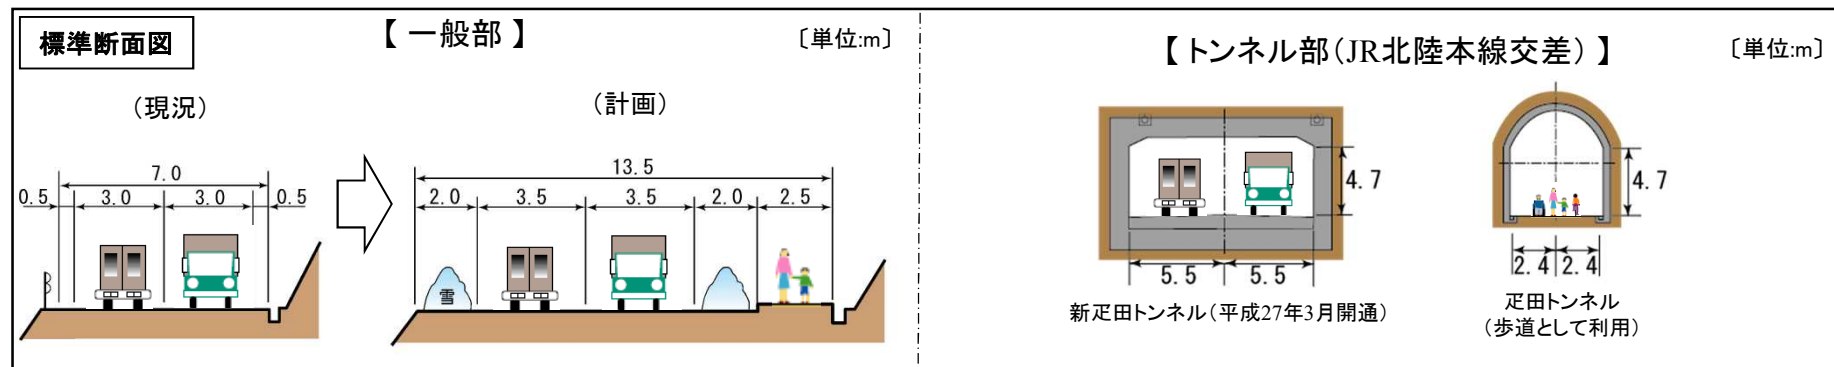 標準断面図
【 一般部 】
〔単位:m〕
（現況）
（計画）
7.0
0.5
3.0
3.0
0.5
13.5
2.0
3.5
3.5
2.0
2.5
雪
【 トンネル部（JR北陸本線交差） 】
〔単位:m〕
4.7
5.5
5.5
新疋田トンネル（平成27年3月開通）
4.7
2.4
2.4
疋田トンネル
（歩道として利用）